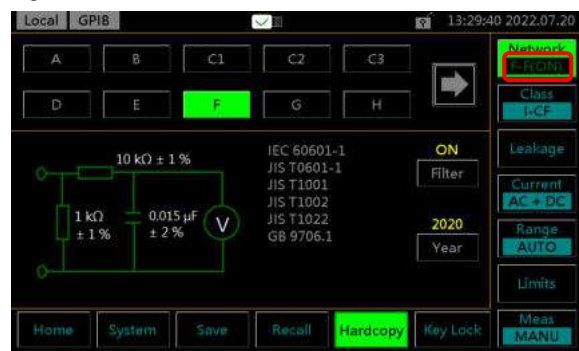 Local GPIB 13:29:40 2022.07.20
A B C1 C2 C3
D E F G H
10 kΩ ± 1 %
1 kΩ
± 1 %
0.015 µF
± 2 %
V
IEC 60601-1
JIS T0601-1
JIS T1001
JIS T1002
JIS T1022
GB 9706.1
ON
Filter
2020
Year
Network
F-F(ON)
Class
I-CF
Leakage
Current
AC + DC
Range
AUTO
Limits
Meas
MANU
Home System Save Recall Hardcopy Key Lock